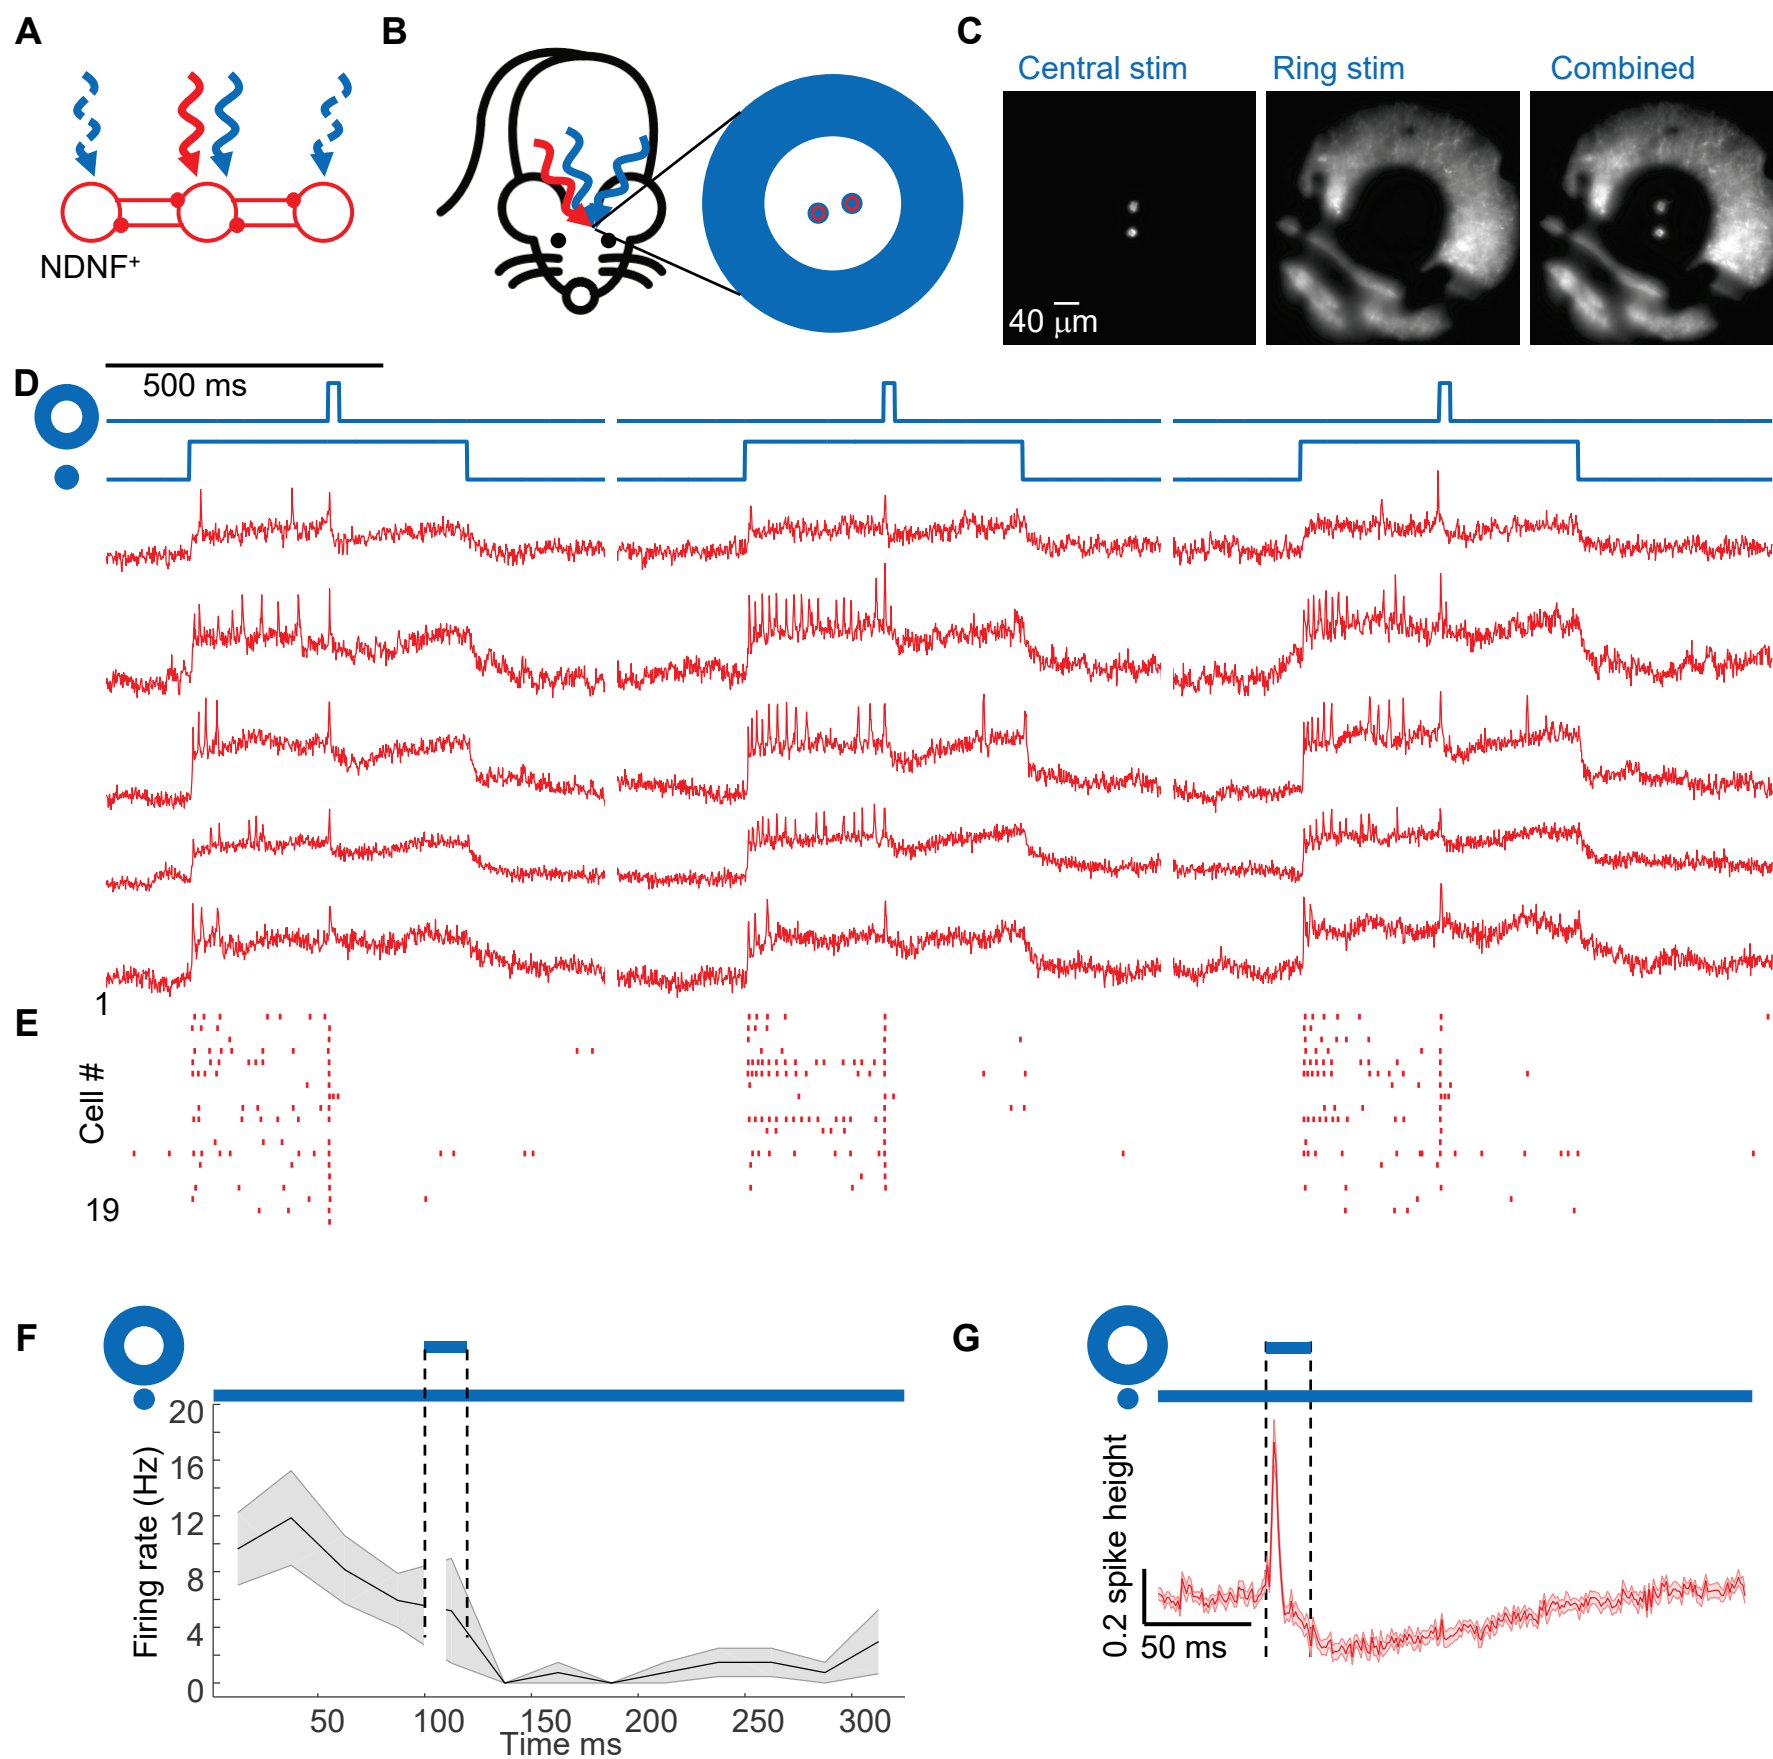 A
B
C
Central stim
Ring stim
Combined
NDNF+
40 μm
D
500 ms
1
E
Cell #
19
F
G
20
16
12
8
4
0
Firing rate (Hz)
50
100
150
200
250
300
Time ms
0.2 spike height
50 ms